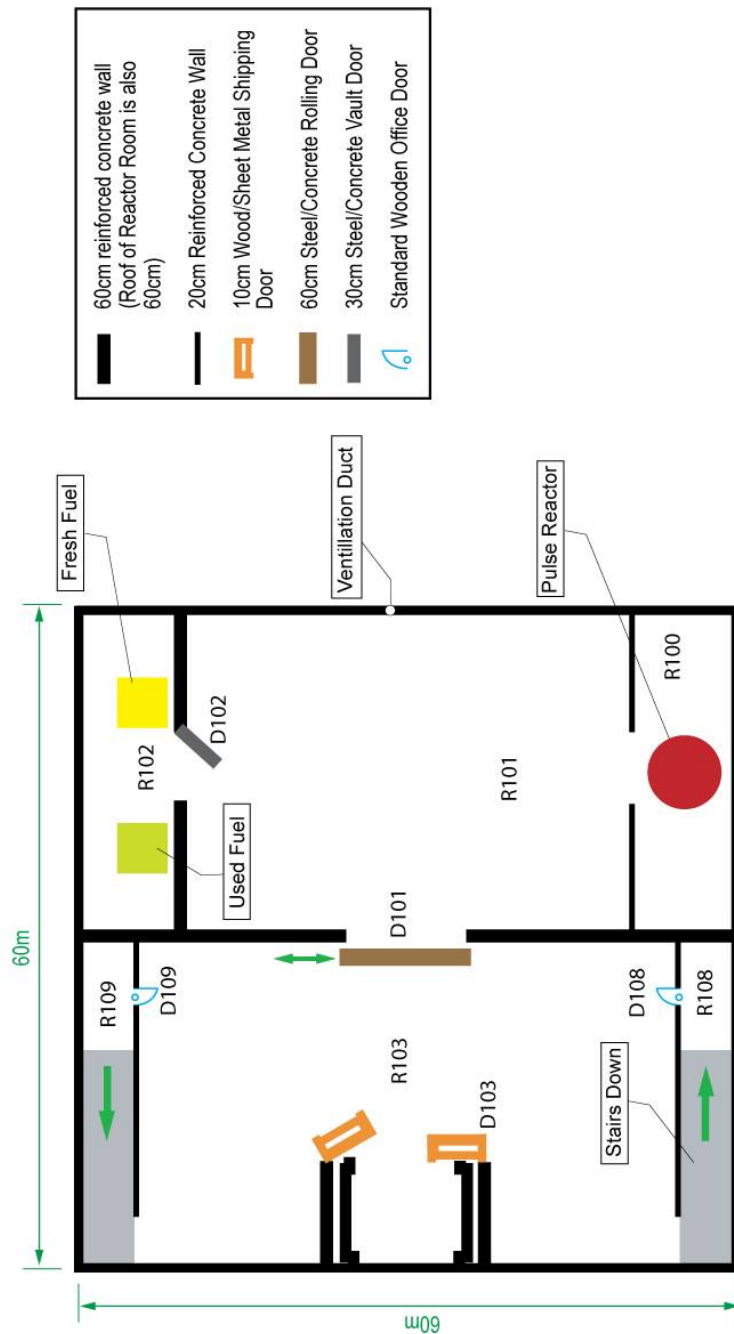 60cm reinforced concrete wall
(Roof of Reactor Room is also
60cm)
20cm Reinforced Concrete Wall
10cm Wood/Sheet Metal Shipping
Door
60cm Steel/Concrete Rolling Door
30cm Steel/Concrete Vault Door
Standard Wooden Office Door
60m
60m
Fresh Fuel
R102
D102
Used Fuel
Ventillation Duct
R101
D101
Pulse Reactor
R100
R109
D109
R103
D103
D108
R108
Stairs Down